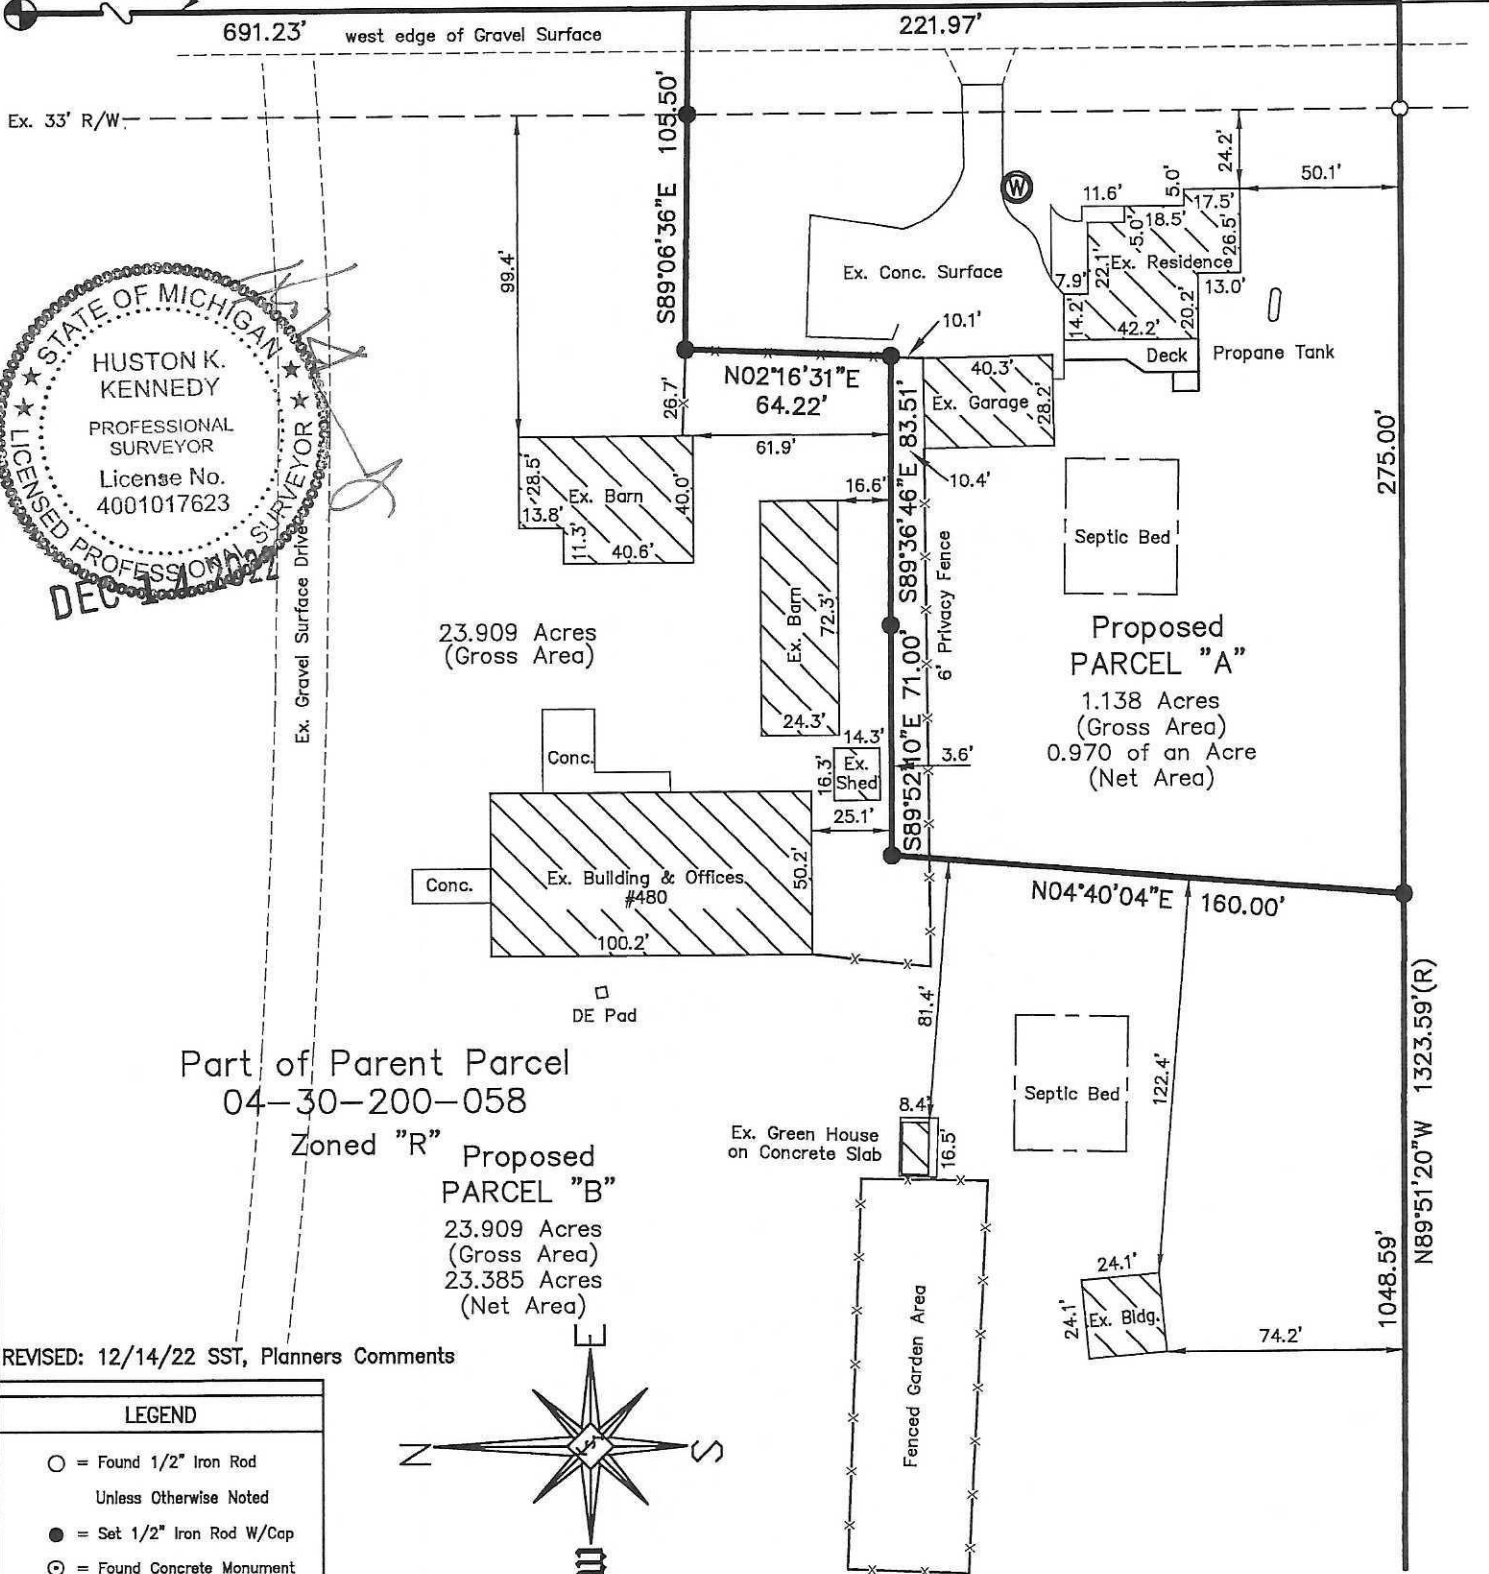 691.23'
west edge of Gravel Surface
221.97'
Ex. 33' R/W
S89°06'36"E 105.50'
24.2'
50.1'
99.4'
11.6'
5.0'
17.5'
18.5'
5.0'
26.5'
22.1'
Ex. Residence
Ex. Conc. Surface
7.9'
13.0'
14.2'
42.2'
20.2'
10.1'
Deck
Propane Tank
W
STATE OF MICHIGAN
HUSTON K.
KENNEDY
PROFESSIONAL
SURVEYOR
License No.
4001017623
LICENSED PROFESSIONAL SURVEYOR
DEC 14 2022
N02°16'31"E
64.22'
26.7'
61.9'
40.3'
Ex. Garage
28.2'
S89°36'46"E 83.51'
10.4'
275.00'
28.5'
Ex. Barn
40.0'
13.8'
11.3'
40.6'
16.6'
Ex. Barn
72.3'
24.3'
6' Privacy Fence
Septic Bed
Ex. Gravel Surface Drive
23.909 Acres
(Gross Area)
Proposed
PARCEL "A"
1.138 Acres
(Gross Area)
0.970 of an Acre
(Net Area)
S89°52'10"E 71.00'
14.3'
16.3'
Ex.
Shed
3.6'
25.1'
Conc.
Conc.
Ex. Building & Offices
#480
50.2'
100.2'
DE Pad
N04°40'04"E 160.00'
81.4'
122.4'
Septic Bed
N89°51'20"W 1323.59'(R)
1048.59'
Part of Parent Parcel
04-30-200-058
Zoned "R"
Proposed
PARCEL "B"
23.909 Acres
(Gross Area)
23.385 Acres
(Net Area)
8.4'
Ex. Green House
on Concrete Slab
16.5'
Fenced Garden Area
24.1'
24.1'
Ex. Bldg.
74.2'
REVISED: 12/14/22 SST, Planners Comments
E
N
S
LEGEND
= Found 1/2" Iron Rod
Unless Otherwise Noted
= Set 1/2" Iron Rod W/Cap
= Found Concrete Monument